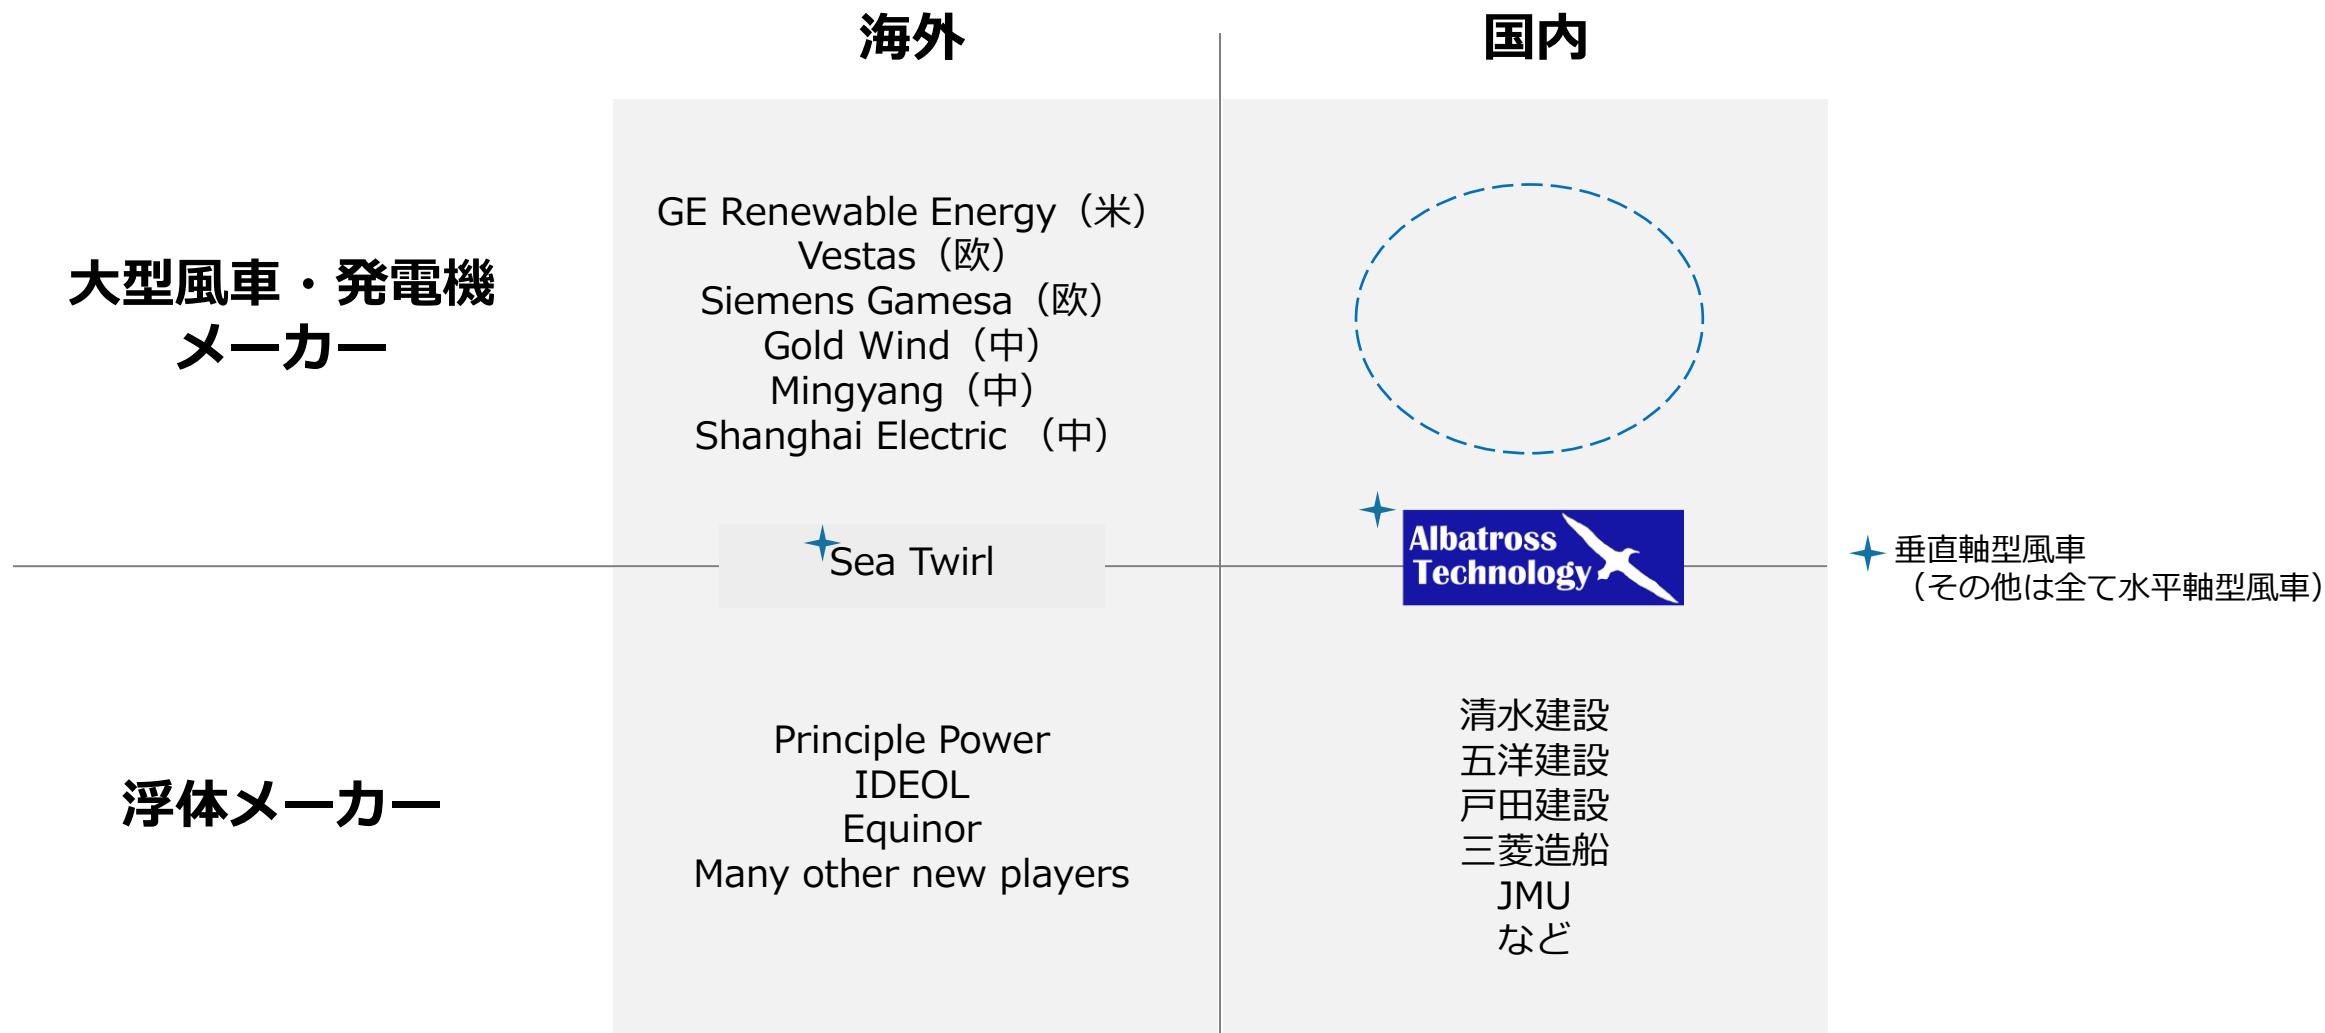 海外
国内
大型風車・発電機
メーカー
GE Renewable Energy（米）
Vestas（欧）
Siemens Gamesa（欧）
Gold Wind（中）
Mingyang（中）
Shanghai Electric （中）
Sea Twirl
Albatross
Technology
垂直軸型風車
（その他は全て水平軸型風車）
浮体メーカー
Principle Power
IDEOL
Equinor
Many other new players
清水建設
五洋建設
戸田建設
三菱造船
JMU
など